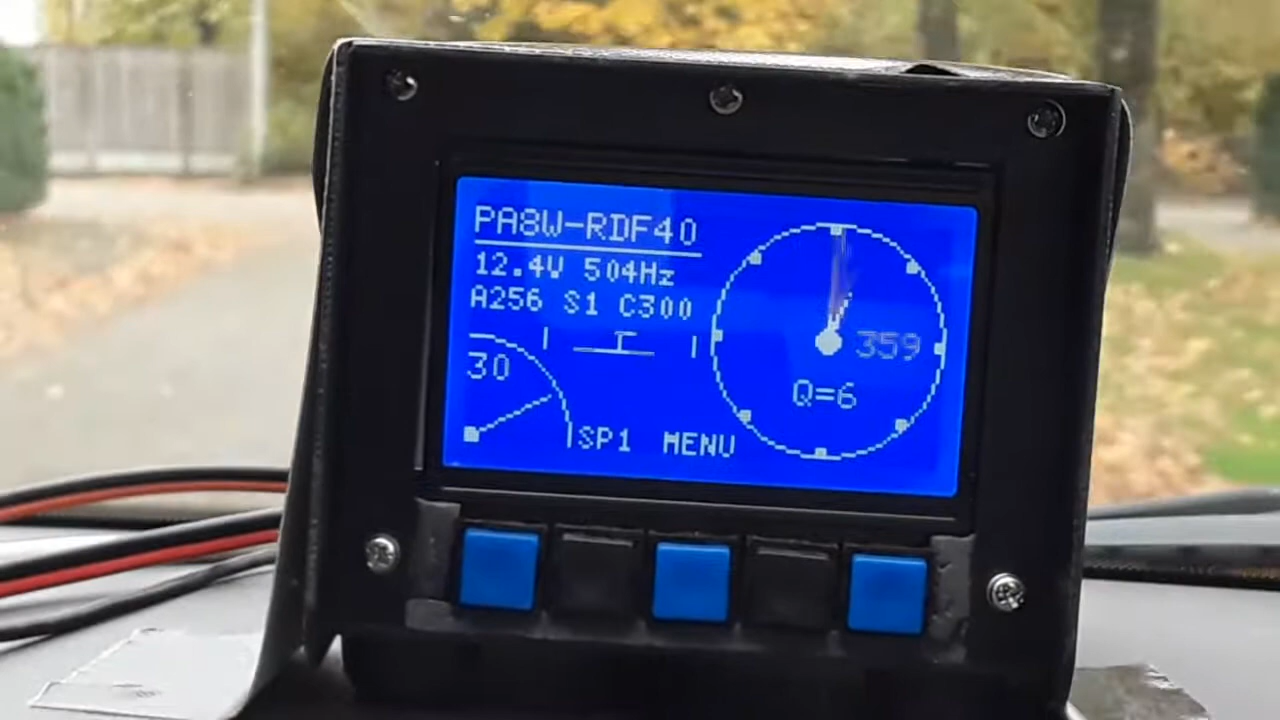 PA8W-RDF40
12.4V 504Hz
A256 S1 C300
30
359
Q=6
SP1 MENU